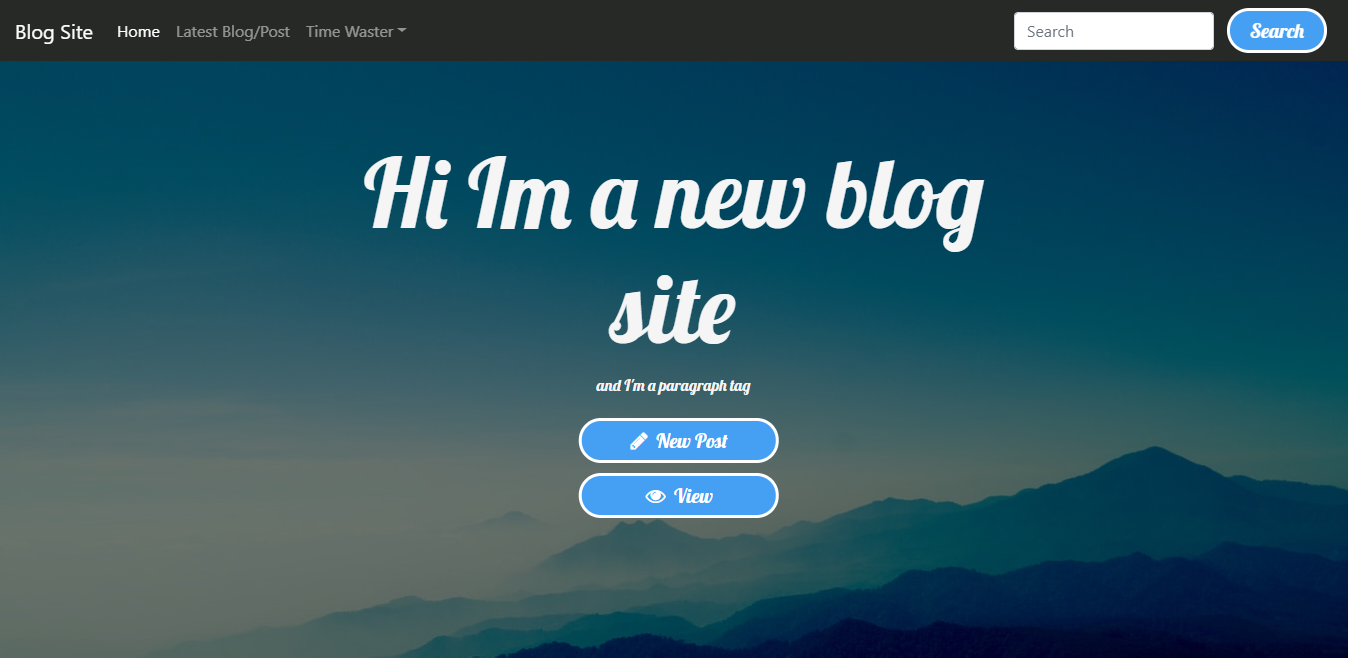 Blog Site Home Latest Blog/Post Time Waster Search Search
Hi Im a new blog
site
and I'm a paragraph tag
New Post
View